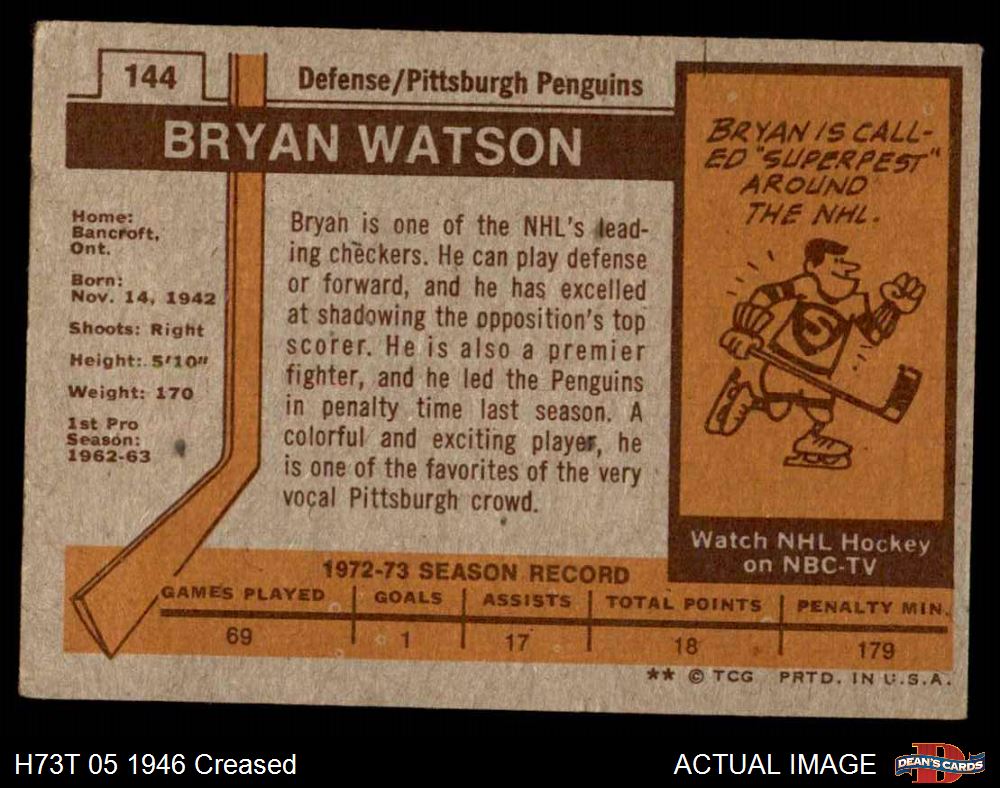 144
Defense/Pittsburgh Penguins
BRYAN WATSON
Home:
Bancroft,
Ont.
Born:
Nov. 14, 1942
Shoots: Right
Height: 5'10"
Weight: 170
1st Pro
Season:
1962-63
Bryan is one of the NHL's lead-
ing checkers. He can play defense
or forward, and he has excelled
at shadowing the opposition's top
scorer. He is also a premier
fighter, and he led the Penguins
in penalty time last season. A
colorful and exciting player, he
is one of the favorites of the very
vocal Pittsburgh crowd.
BRYAN IS CALL-
ED "SUPERPEST"
AROUND
THE NHL.
Watch NHL Hockey
on NBC-TV
1972-73 SEASON RECORD
GAMES PLAYED GOALS ASSISTS TOTAL POINTS PENALTY MIN.
69 1 17 18 179
** © TCG PRTD. IN U.S.A.
H73T 05 1946 Creased
ACTUAL IMAGE
D
DEAN'S CARDS